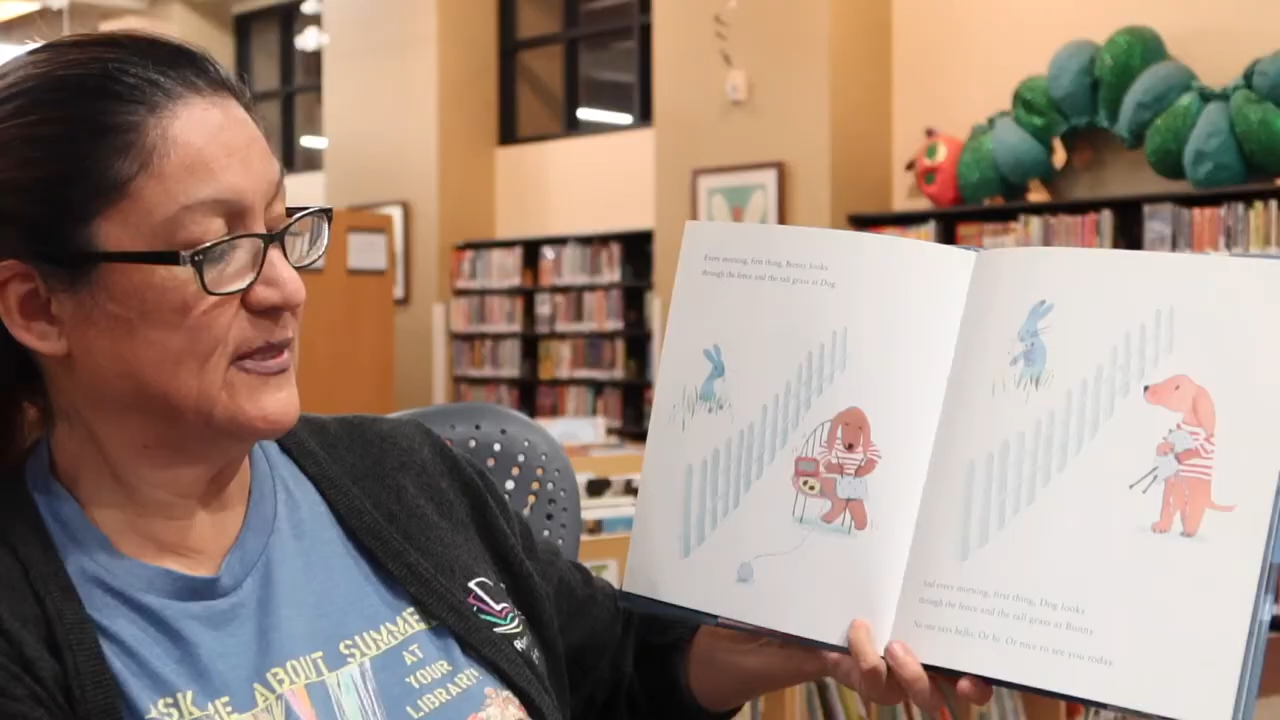 Every morning, first thing, Bunny looks
through the fence and the tall grass at Dog.
And every morning, first thing, Dog looks
through the fence and the tall grass at Bunny.
No one says hello. Or hi. Or nice to see you today.
ASK ME ABOUT SUMMER
AT
YOUR
LIBRARY!